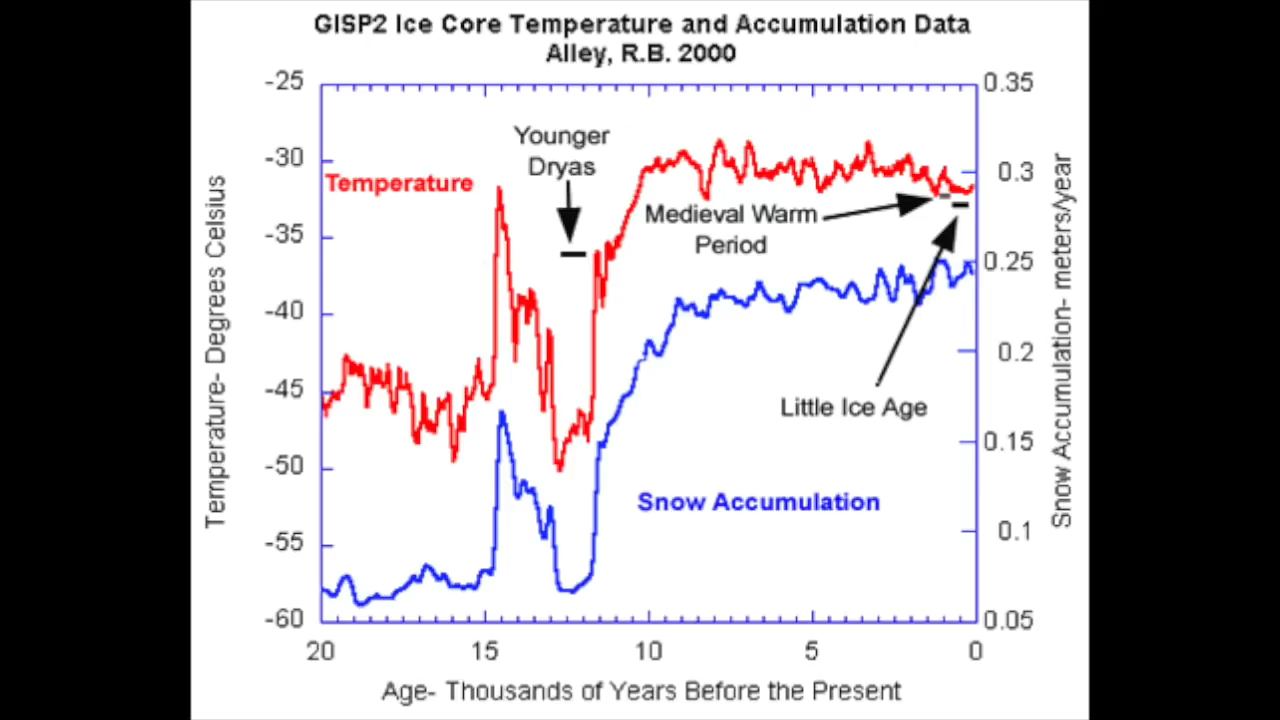 GISP2 Ice Core Temperature and Accumulation Data
Alley, R.B. 2000
-25
-30
-35
-40
-45
-50
-55
-60
0.35
0.3
0.25
0.2
0.15
0.1
0.05
Temperature- Degrees Celsius
Snow Accumulation- meters/year
Younger
Dryas
Temperature
Medieval Warm
Period
Little Ice Age
Snow Accumulation
20 15 10 5 0
Age- Thousands of Years Before the Present